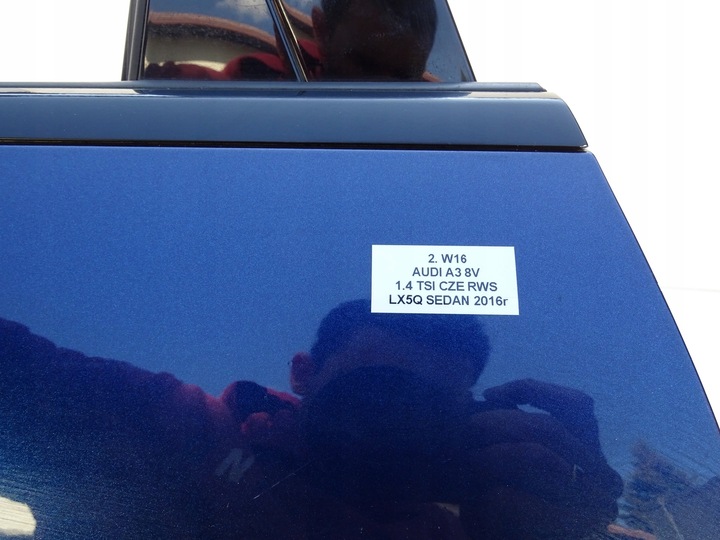 2. W16
AUDI A3 8V
1.4 TSI CZE RWS
LX5Q SEDAN 2016r